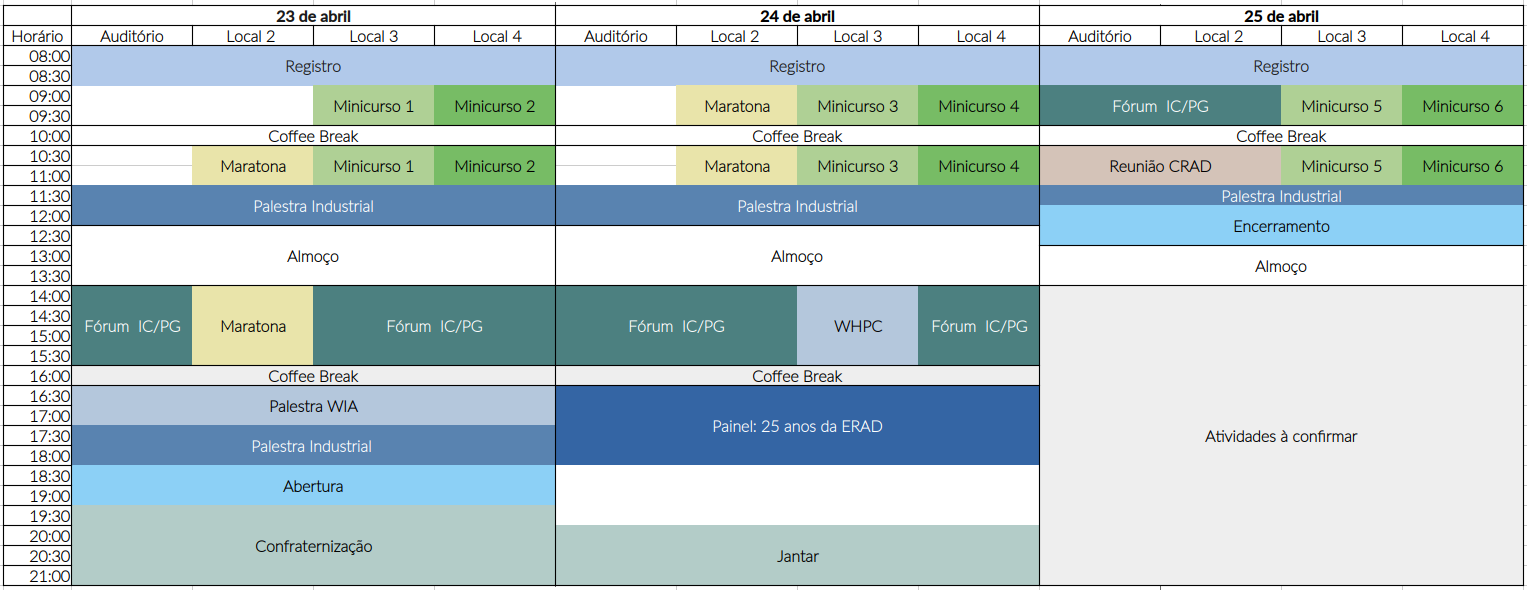 23 de abril 24 de abril 25 de abril
Horário Auditório Local 2 Local 3 Local 4 Auditório Local 2 Local 3 Local 4 Auditório Local 2 Local 3 Local 4
08:00
Registro Registro Registro
08:30
09:00
Minicurso 1 Minicurso 2 Maratona Minicurso 3 Minicurso 4 Fórum IC/PG Minicurso 5 Minicurso 6
09:30
10:00 Coffee Break Coffee Break Coffee Break
10:30
Maratona Minicurso 1 Minicurso 2 Maratona Minicurso 3 Minicurso 4 Reunião CRAD Minicurso 5 Minicurso 6
11:00
11:30 Palestra Industrial
Palestra Industrial Palestra Industrial
12:00
Encerramento
12:30
13:00 Almoço Almoço
Almoço
13:30
14:00
14:30
Fórum IC/PG Maratona Fórum IC/PG Fórum IC/PG WHPC Fórum IC/PG
15:00
15:30
16:00 Coffee Break Coffee Break
16:30
Palestra WIA
17:00
Painel: 25 anos da ERAD
17:30
Palestra Industrial Atividades à confirmar
18:00
18:30
Abertura
19:00
19:30
Confraternização
20:00
20:30 Jantar
21:00